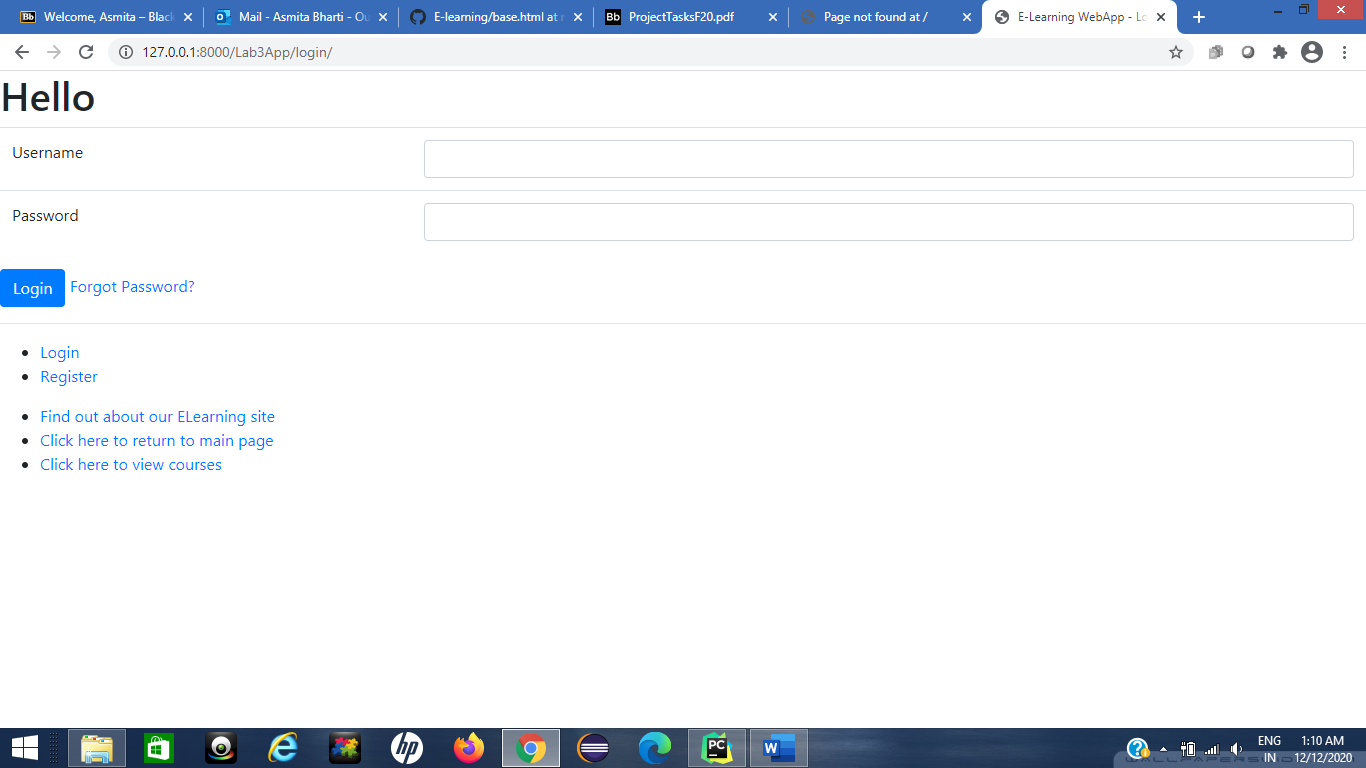 Bb Welcome, Asmita – Black
Mail - Asmita Bharti - Ou
E-learning/base.html at r
Bb ProjectTasksF20.pdf
Page not found at /
E-Learning WebApp - Lo
127.0.0.1:8000/Lab3App/login/
Hello
Username
Password
Login Forgot Password?
Login
Register
Find out about our ELearning site
Click here to return to main page
Click here to view courses
ENG 1:10 AM
IN 12/12/2020